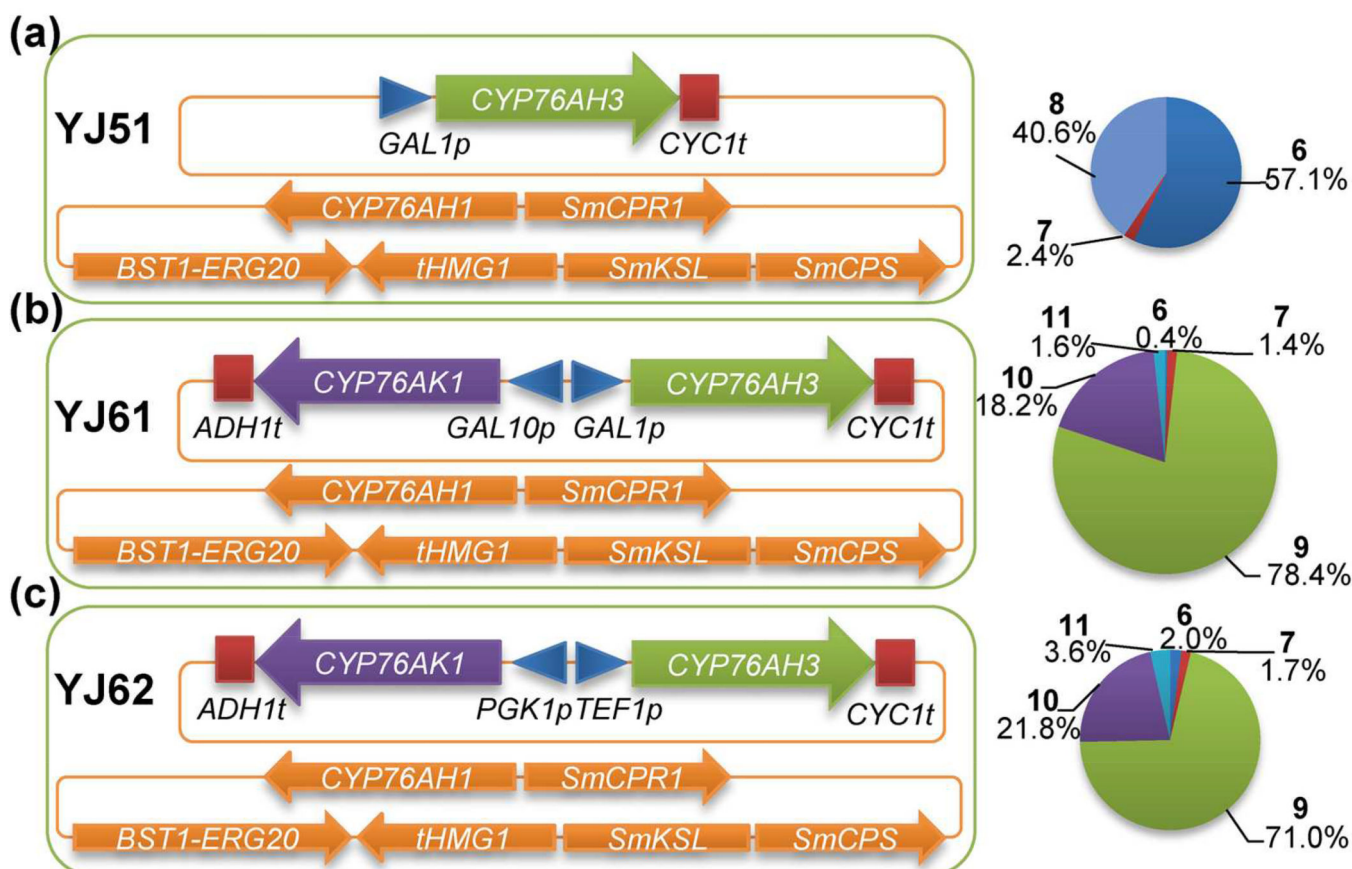 (a)
YJ51
CYP76AH3
GAL1p CYC1t
CYP76AH1 SmCPR1
BST1-ERG20 tHMG1 SmKSL SmCPS
8
40.6%
6
57.1%
7
2.4%
(b)
YJ61
CYP76AK1 CYP76AH3
ADH1t GAL10p GAL1p CYC1t
CYP76AH1 SmCPR1
BST1-ERG20 tHMG1 SmKSL SmCPS
11
1.6%
6
0.4%
7
1.4%
10
18.2%
9
78.4%
(c)
YJ62
CYP76AK1 CYP76AH3
ADH1t PGK1p TEF1p CYC1t
CYP76AH1 SmCPR1
BST1-ERG20 tHMG1 SmKSL SmCPS
11
3.6%
6
2.0%
7
1.7%
10
21.8%
9
71.0%